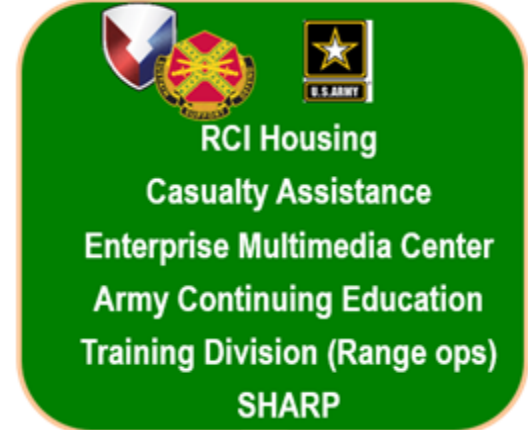 U.S.ARMY
RCI Housing
Casualty Assistance
Enterprise Multimedia Center
Army Continuing Education
Training Division (Range ops)
SHARP